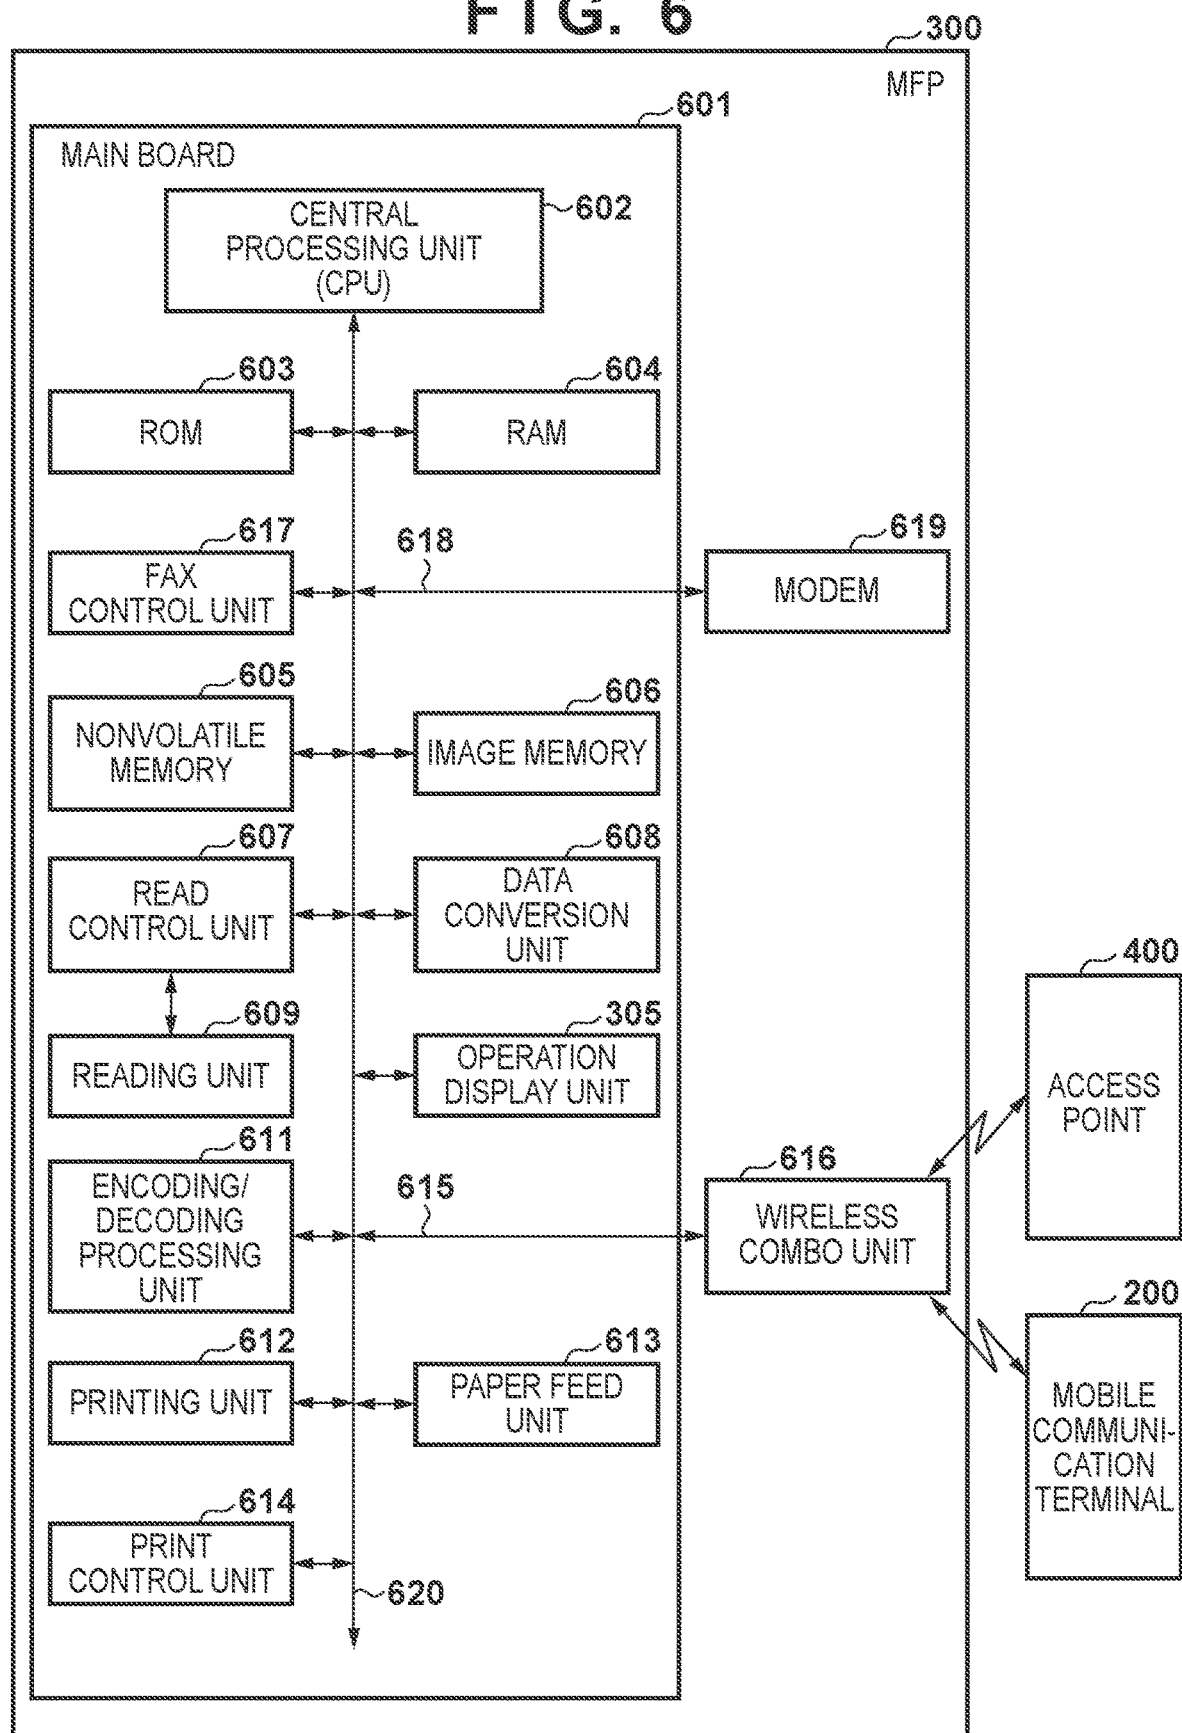 FIG. 6
300
MFP
601
MAIN BOARD
602
CENTRAL
PROCESSING UNIT
(CPU)
603
ROM
604
RAM
617
FAX
CONTROL UNIT
618
619
MODEM
605
NONVOLATILE
MEMORY
606
IMAGE MEMORY
607
READ
CONTROL UNIT
608
DATA
CONVERSION
UNIT
609
READING UNIT
305
OPERATION
DISPLAY UNIT
400
ACCESS
POINT
611
ENCODING/
DECODING
PROCESSING
UNIT
615
616
WIRELESS
COMBO UNIT
200
MOBILE
COMMUNI-
CATION
TERMINAL
612
PRINTING UNIT
613
PAPER FEED
UNIT
614
PRINT
CONTROL UNIT
620